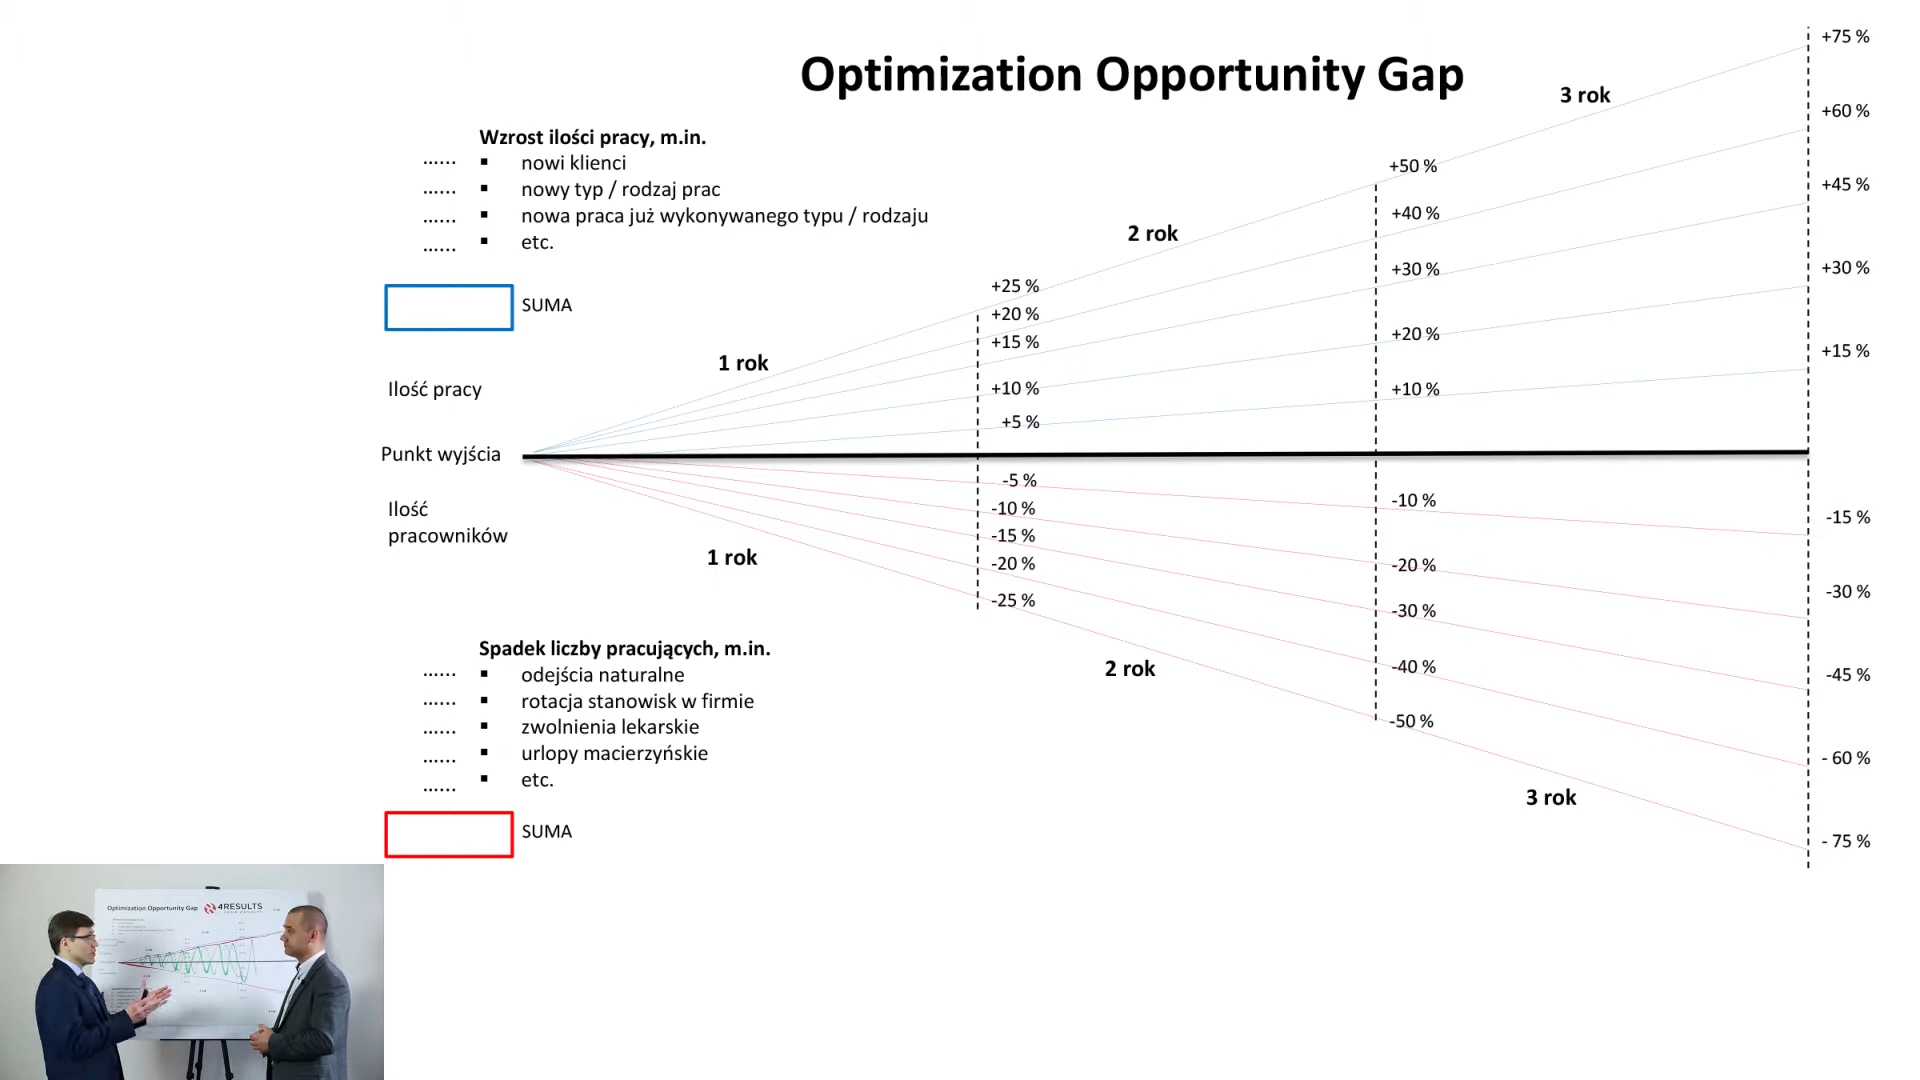 Optimization Opportunity Gap
Wzrost ilości pracy, m.in.
...... ▪ nowi klienci
...... ▪ nowy typ / rodzaj prac
...... ▪ nowa praca już wykonywanego typu / rodzaju
...... ▪ etc.
SUMA
Ilość pracy
Punkt wyjścia
Ilość
pracowników
1 rok
2 rok
3 rok
+25 %
+20 %
+15 %
+10 %
+5 %
+50 %
+40 %
+30 %
+20 %
+10 %
+75 %
+60 %
+45 %
+30 %
+15 %
-5 %
-10 %
-15 %
-20 %
-25 %
-10 %
-20 %
-30 %
-40 %
-50 %
-15 %
-30 %
-45 %
- 60 %
- 75 %
1 rok
2 rok
3 rok
Spadek liczby pracujących, m.in.
...... ▪ odejścia naturalne
...... ▪ rotacja stanowisk w firmie
...... ▪ zwolnienia lekarskie
...... ▪ urlopy macierzyńskie
...... ▪ etc.
SUMA
Optimization Opportunity Gap
4RESULTS